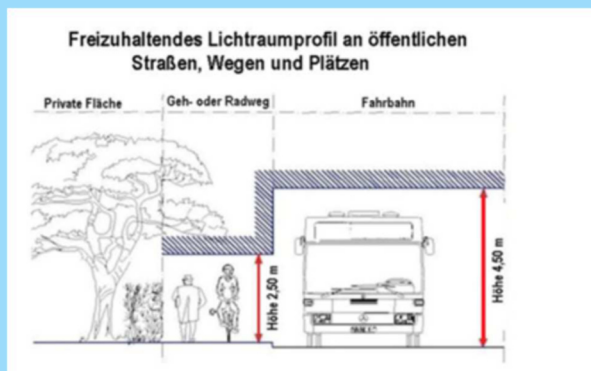 Freizuhaltendes Lichtraumprofil an öffentlichen
Straßen, Wegen und Plätzen
Private Fläche
Geh- oder Radweg
Fahrbahn
Höhe 2,50 m
Höhe 4,50 m